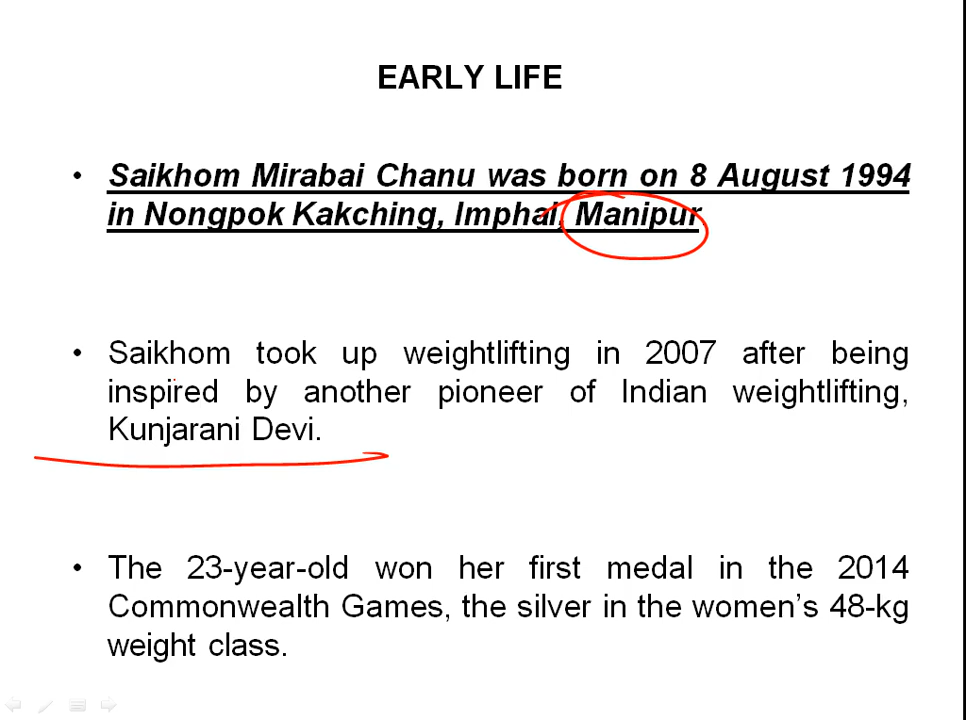 EARLY LIFE
• Saikhom Mirabai Chanu was born on 8 August 1994
in Nongpok Kakching, Imphal, Manipur
• Saikhom took up weightlifting in 2007 after being
inspired by another pioneer of Indian weightlifting,
Kunjarani Devi.
• The 23-year-old won her first medal in the 2014
Commonwealth Games, the silver in the women’s 48-kg
weight class.